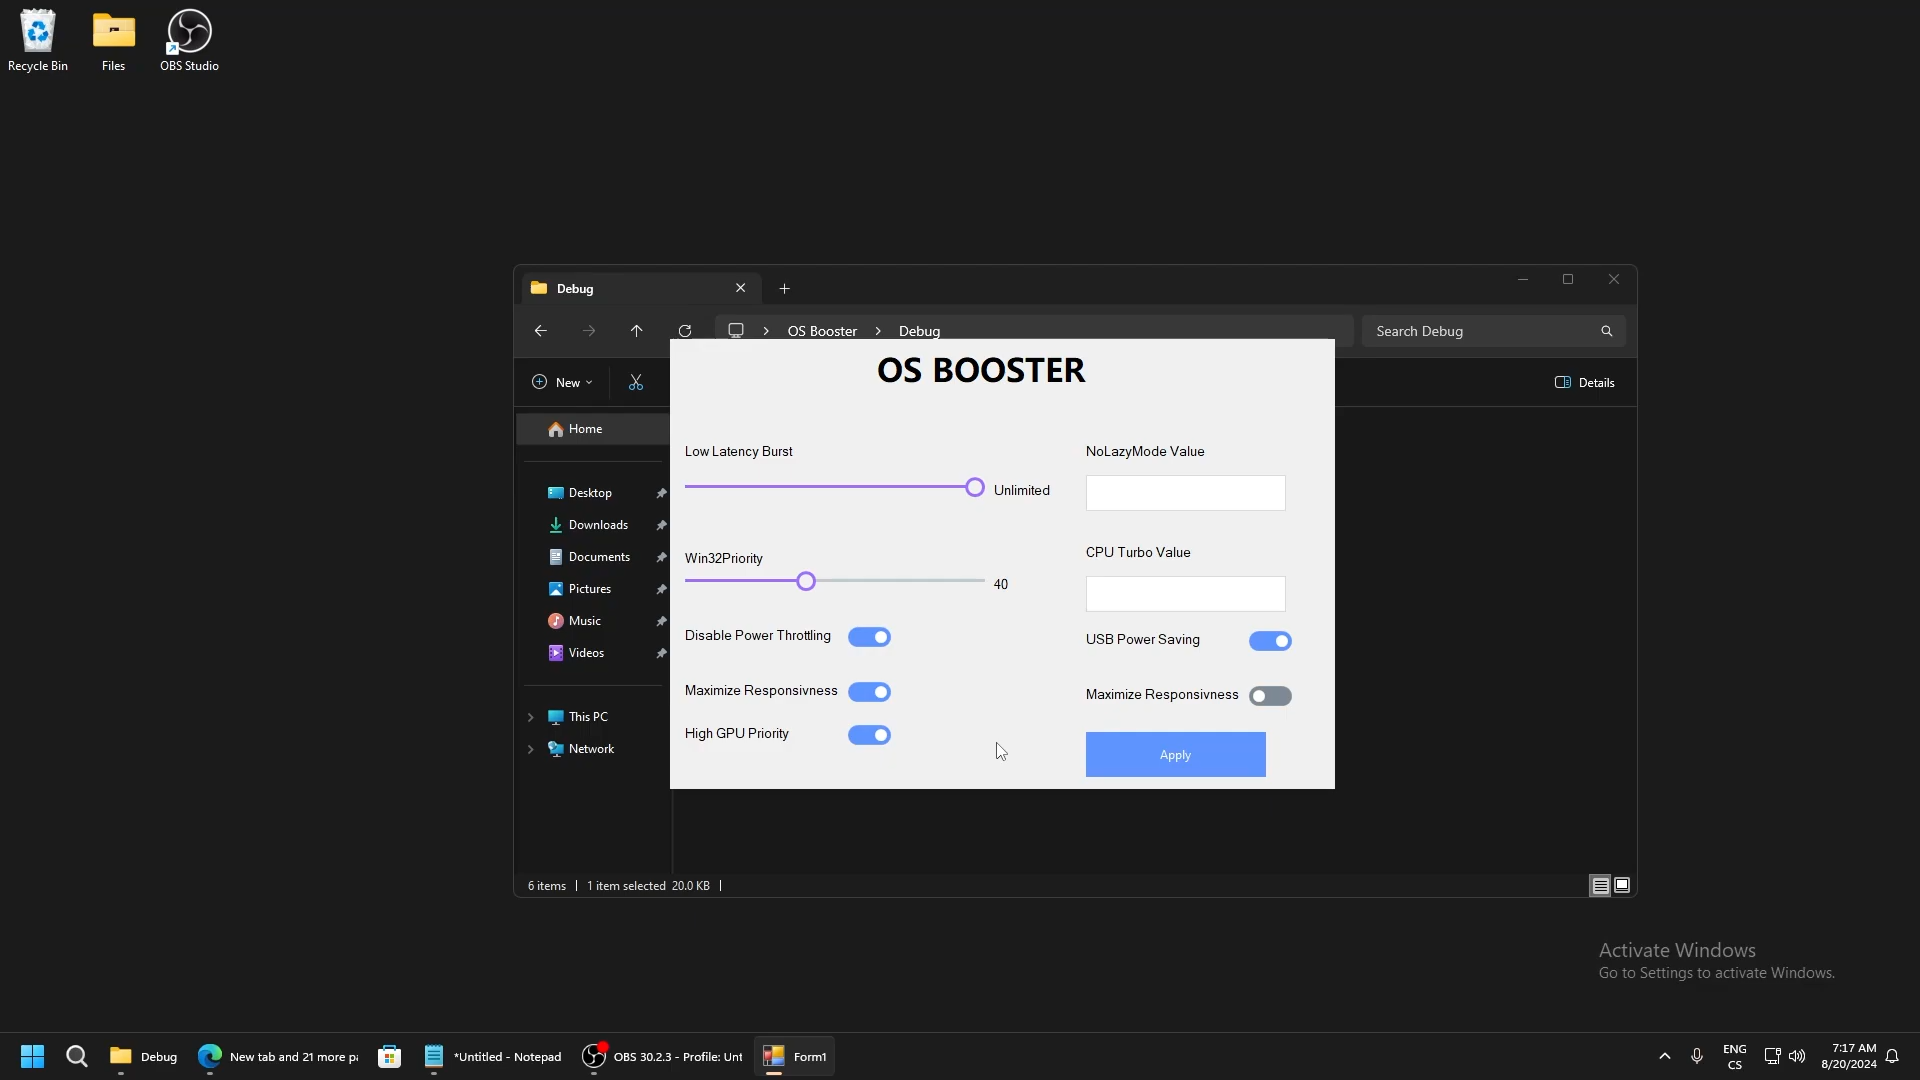 Recycle Bin
Files
OBS Studio
Debug
OS Booster
Debug
Search Debug
New
Details
Home
Desktop
Downloads
Documents
Pictures
Music
Videos
This PC
Network
OS BOOSTER
Low Latency Burst
Unlimited
Win32Priority
40
Disable Power Throttling
Maximize Responsivness
High GPU Priority
NoLazyMode Value
CPU Turbo Value
USB Power Saving
Maximize Responsivness
Apply
6 items
1 item selected 20.0 KB
Activate Windows
Go to Settings to activate Windows.
Debug
New tab and 21 more pa
*Untitled - Notepad
OBS 30.2.3 - Profile: Unt
Form1
ENG
CS
7:17 AM
8/20/2024